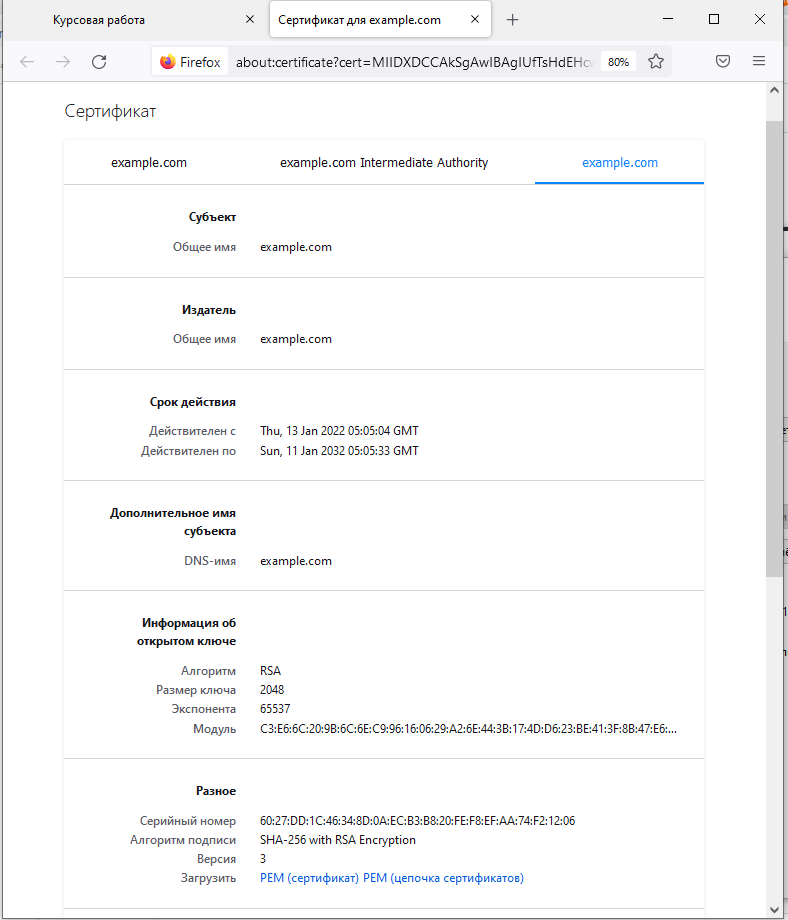 Курсовая работа
Сертификат для example.com
Firefox
about:certificate?cert=MIIDXDCCAkSgAwIBAgIUfTsHdEHcv
80%
Сертификат
example.com
example.com Intermediate Authority
example.com
Субъект
Общее имя example.com
Издатель
Общее имя example.com
Срок действия
Действителен с Thu, 13 Jan 2022 05:05:04 GMT
Действителен по Sun, 11 Jan 2032 05:05:33 GMT
Дополнительное имя
субъекта
DNS-имя example.com
Информация об
открытом ключе
Алгоритм RSA
Размер ключа 2048
Экспонента 65537
Модуль C3:E6:6C:20:9B:6C:6E:C9:96:16:06:29:A2:6E:44:3B:17:4D:D6:23:BE:41:3F:8B:47:E6:...
Разное
Серийный номер 60:27:DD:1C:46:34:8D:0A:EC:B3:B8:20:FE:F8:EF:AA:74:F2:12:06
Алгоритм подписи SHA-256 with RSA Encryption
Версия 3
Загрузить PEM (сертификат) PEM (цепочка сертификатов)